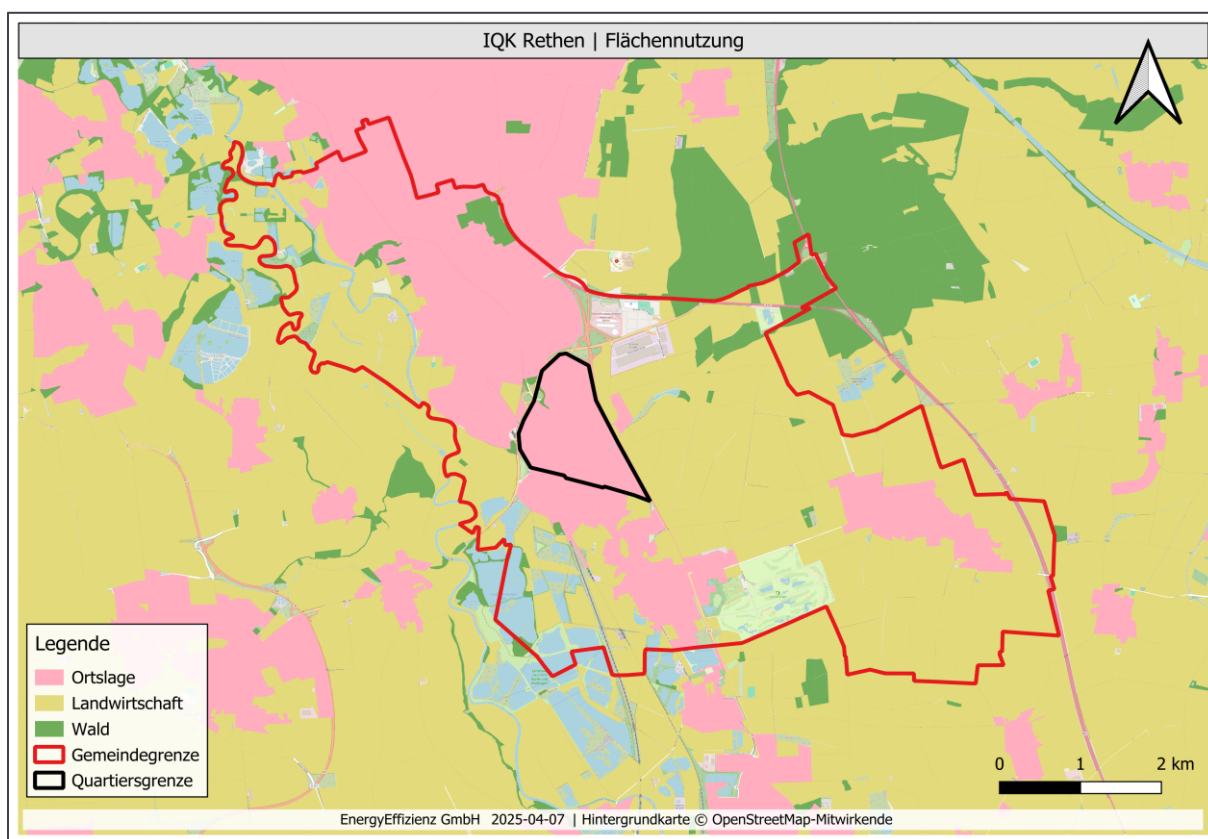 IQK Rethen | Flächennutzung
Legende
Ortslage
Landwirtschaft
Wald
Gemeindegrenze
Quartiersgrenze
0 1 2 km
EnergyEffizienz GmbH 2025-04-07 | Hintergrundkarte © OpenStreetMap-Mitwirkende